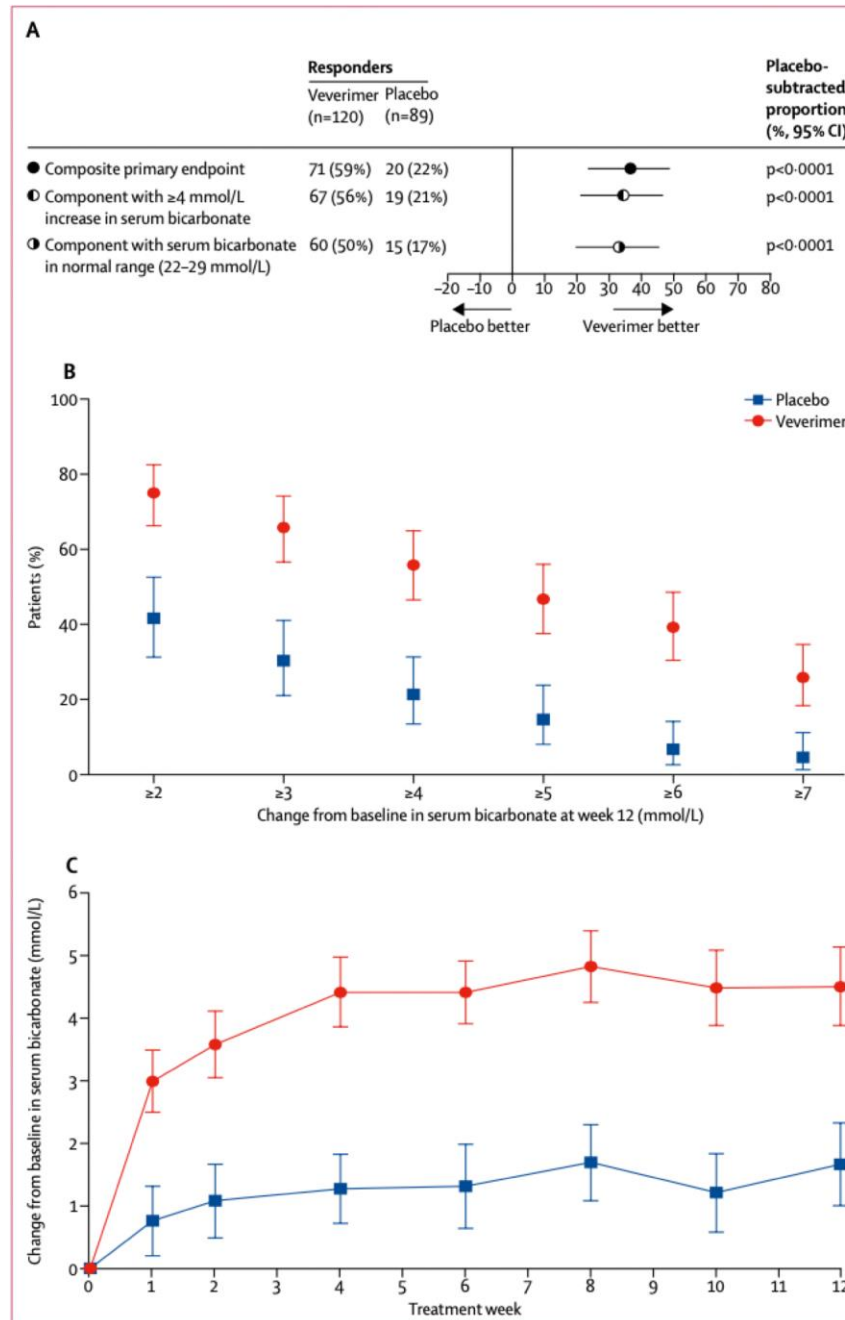 A
Responders
Veverimer Placebo
(n=120) (n=89)
Placebo-
subtracted
proportion
(%, 95% CI)
Composite primary endpoint 71 (59%) 20 (22%) p<0·0001
Component with ≥4 mmol/L 67 (56%) 19 (21%) p<0·0001
increase in serum bicarbonate
Component with serum bicarbonate 60 (50%) 15 (17%) p<0·0001
in normal range (22–29 mmol/L)
–20 –10 0 10 20 30 40 50 60 70 80
Placebo better Veverimer better
B
Placebo
Veverimer
Patients (%)
100
80
60
40
20
0
≥2 ≥3 ≥4 ≥5 ≥6 ≥7
Change from baseline in serum bicarbonate at week 12 (mmol/L)
C
Change from baseline in serum bicarbonate (mmol/L)
6
5
4
3
2
1
0
0 1 2 3 4 5 6 7 8 9 10 11 12
Treatment week